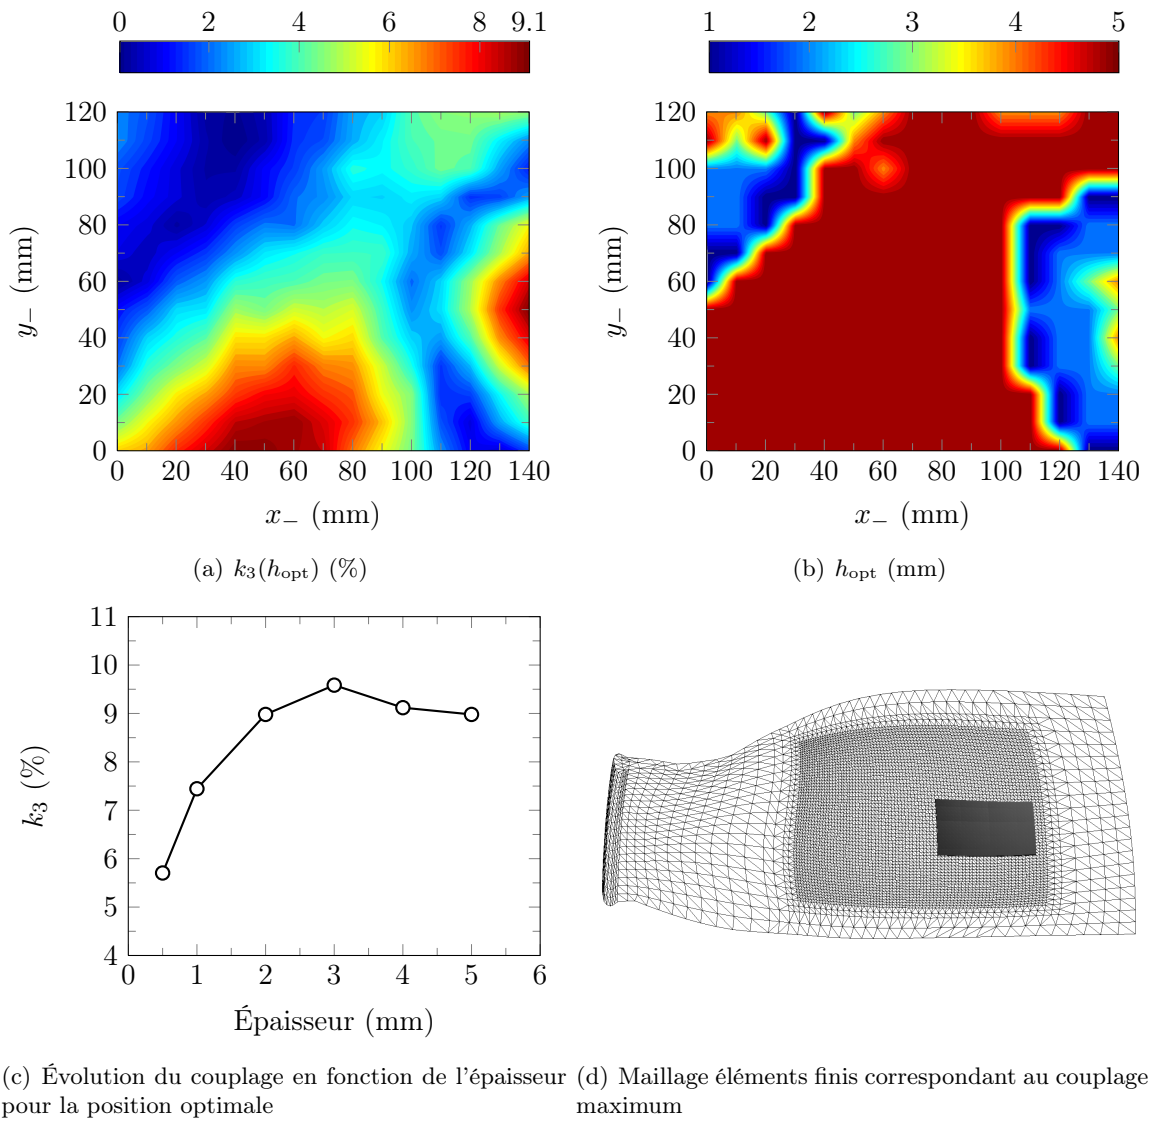 0 2 4 6 8 9.1
1 2 3 4 5
120
100
80
60
40
20
0
y− (mm)
0 20 40 60 80 100 120 140
x− (mm)
120
100
80
60
40
20
0
y− (mm)
0 20 40 60 80 100 120 140
x− (mm)
(a) k3(hopt) (%)
(b) hopt (mm)
11
10
9
8
7
6
5
4
k3 (%)
0 1 2 3 4 5 6
Épaisseur (mm)
(c) Évolution du couplage en fonction de l'épaisseur
pour la position optimale
(d) Maillage éléments finis correspondant au couplage
maximum